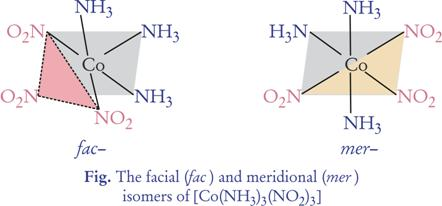 NH3
O2N
NH3
Co
O2N
NH3
NO2
fac–
NH3
H3N
NO2
Co
O2N
NO2
NH3
mer–
Fig. The facial (fac) and meridional (mer)
isomers of [Co(NH3)3(NO2)3]